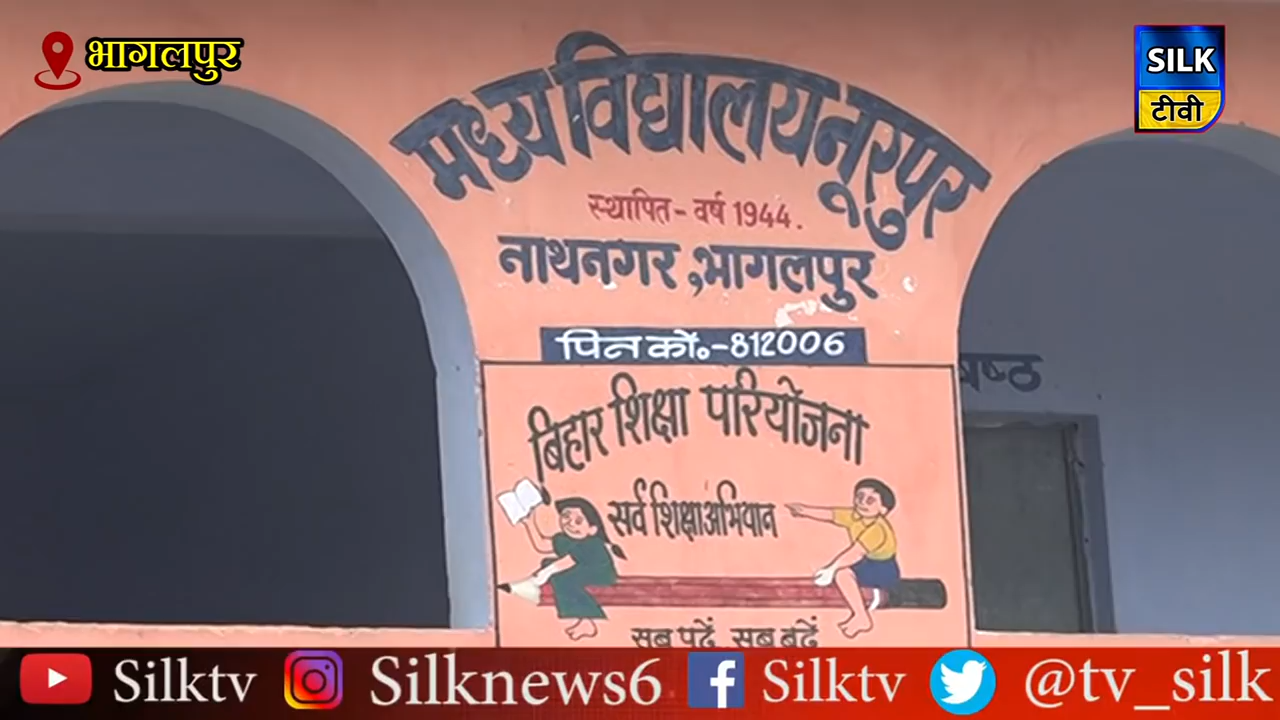 भागलपुर
SILK
टीवी
मध्य विद्यालय नूरपुर
स्थापित - वर्ष 1944.
नाथनगर, भागलपुर
पिन को॰-812006
षष्ठ
बिहार शिक्षा परियोजना
सर्व शिक्षा अभियान
सब पढ़ें सब बढ़ें
Silktv Silknews6 Silktv @tv_silk